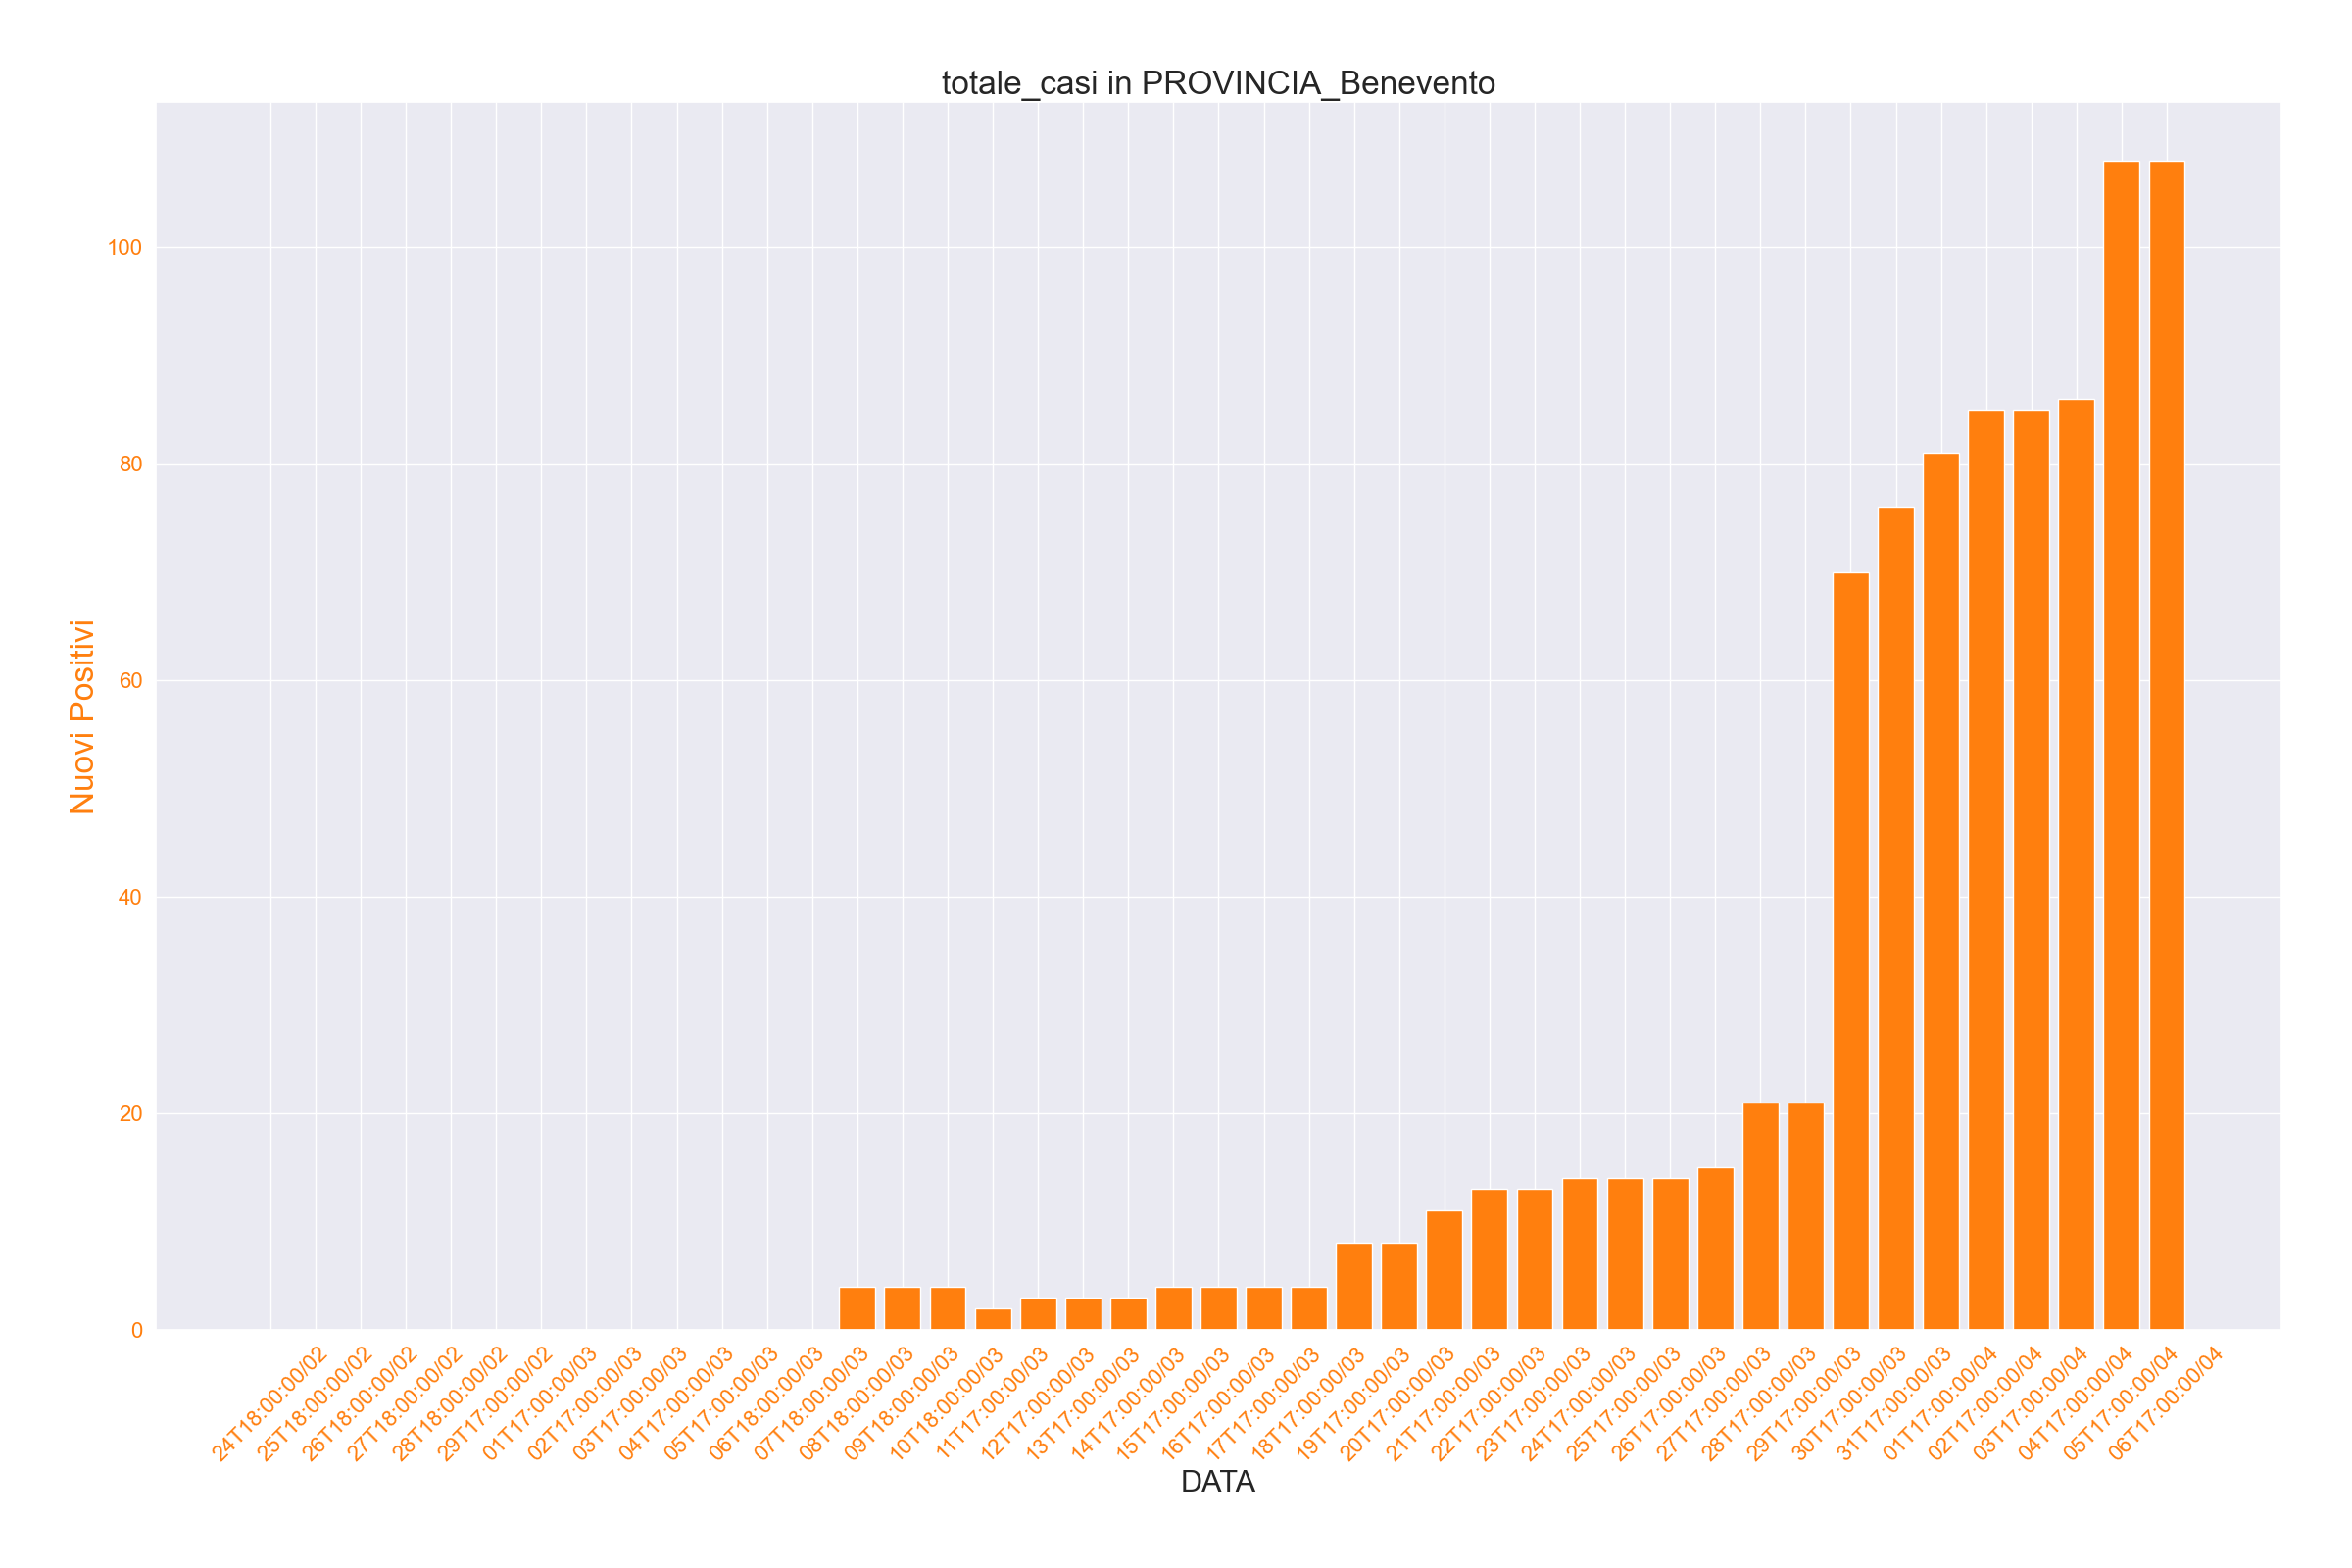 totale_casi in PROVINCIA_Benevento
Nuovi Positivi
100
80
60
40
20
0
24T18:00:00/02
25T18:00:00/02
26T18:00:00/02
27T18:00:00/02
28T18:00:00/02
29T17:00:00/02
01T17:00:00/03
02T17:00:00/03
03T17:00:00/03
04T17:00:00/03
05T17:00:00/03
06T18:00:00/03
07T18:00:00/03
08T18:00:00/03
09T18:00:00/03
10T18:00:00/03
11T17:00:00/03
12T17:00:00/03
13T17:00:00/03
14T17:00:00/03
15T17:00:00/03
16T17:00:00/03
17T17:00:00/03
18T17:00:00/03
19T17:00:00/03
20T17:00:00/03
21T17:00:00/03
22T17:00:00/03
23T17:00:00/03
24T17:00:00/03
25T17:00:00/03
26T17:00:00/03
27T17:00:00/03
28T17:00:00/03
29T17:00:00/03
30T17:00:00/03
31T17:00:00/03
01T17:00:00/04
02T17:00:00/04
03T17:00:00/04
04T17:00:00/04
05T17:00:00/04
06T17:00:00/04
DATA